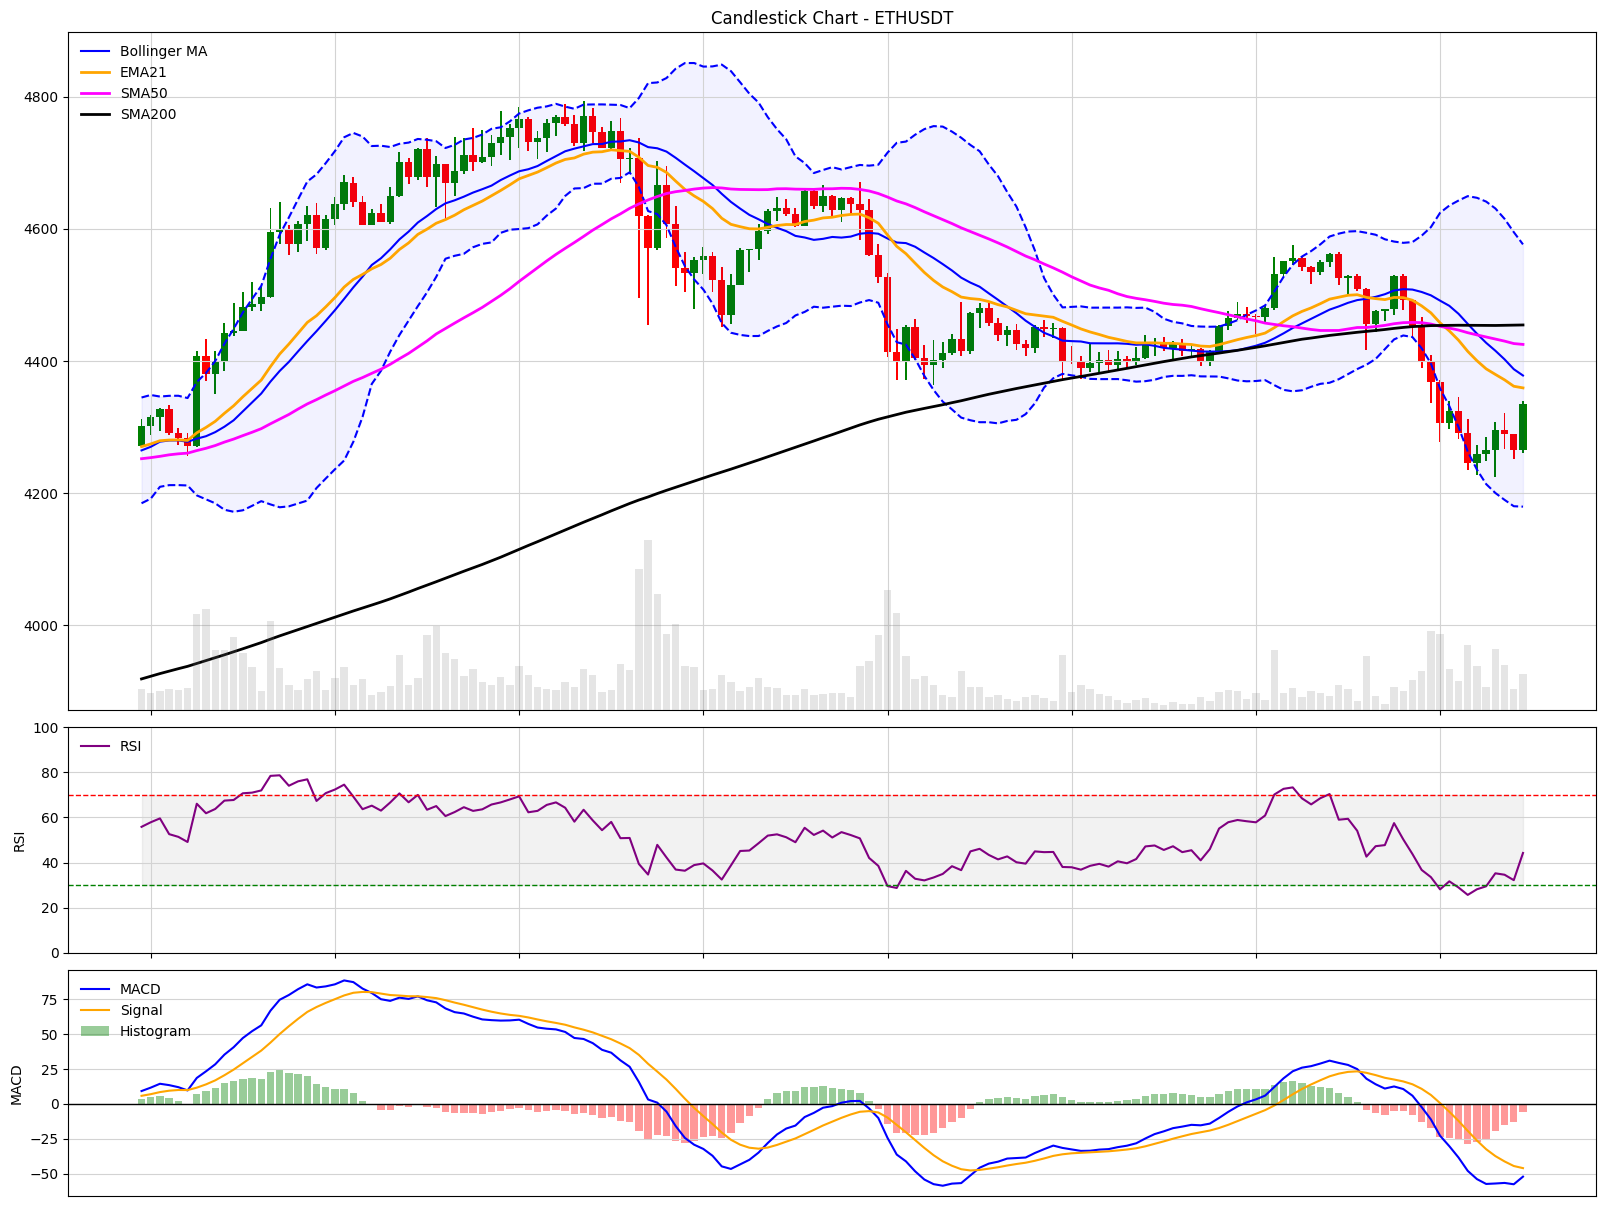 Candlestick Chart - ETHUSDT
Bollinger MA
EMA21
SMA50
SMA200
4800
4600
4400
4200
4000
100
80
60
40
20
0
RSI
RSI
75
50
25
0
−25
−50
MACD
MACD
Signal
Histogram